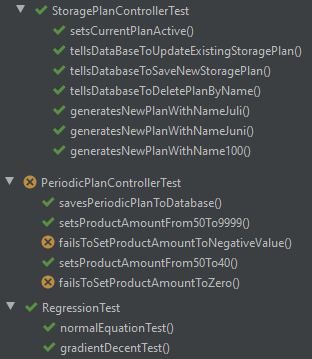 StoragePlanControllerTest
setsCurrentPlanActive()
tellsDataBaseToUpdateExistingStoragePlan()
tellsDatabaseToSaveNewStoragePlan()
tellsDatabaseToDeletePlanByName()
generatesNewPlanWithNameJuli()
generatesNewPlanWithNameJuni()
generatesNewPlanWithName100()
PeriodicPlanControllerTest
savesPeriodicPlanToDatabase()
setsProductAmountFrom50To9999()
failsToSetProductAmountToNegativeValue()
setsProductAmountFrom50To40()
failsToSetProductAmountToZero()
RegressionTest
normalEquationTest()
gradientDecentTest()